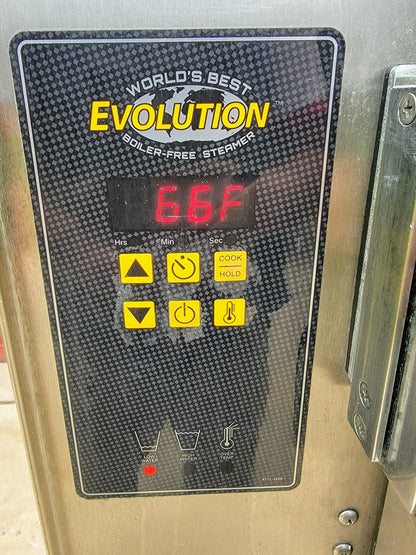 WORLD'S BEST
EVOLUTION
BOILER-FREE STEAMER
66F
Hrs Min Sec
COOK
HOLD
LOW WATER
HIGH WATER
OVER TEMP